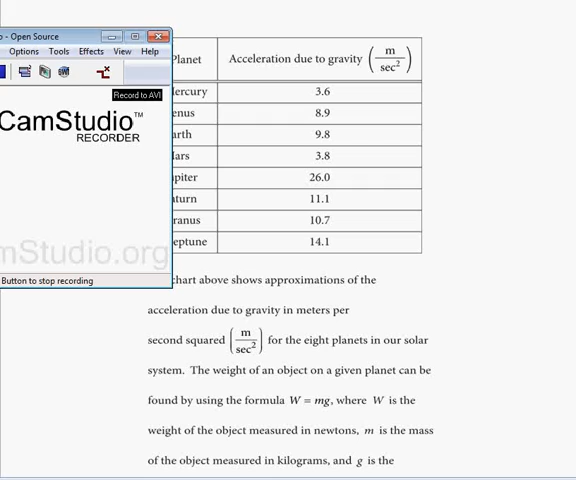 - Open Source
Options Tools Effects View Help
Record to AVI
CamStudio™
RECORDER
mStudio.org
Button to stop recording
Planet Acceleration due to gravity (m/sec²)
ercury 3.6
enus 8.9
arth 9.8
ars 3.8
piter 26.0
aturn 11.1
ranus 10.7
eptune 14.1
chart above shows approximations of the
acceleration due to gravity in meters per
second squared (m/sec²) for the eight planets in our solar
system. The weight of an object on a given planet can be
found by using the formula W = mg, where W is the
weight of the object measured in newtons, m is the mass
of the object measured in kilograms, and g is the